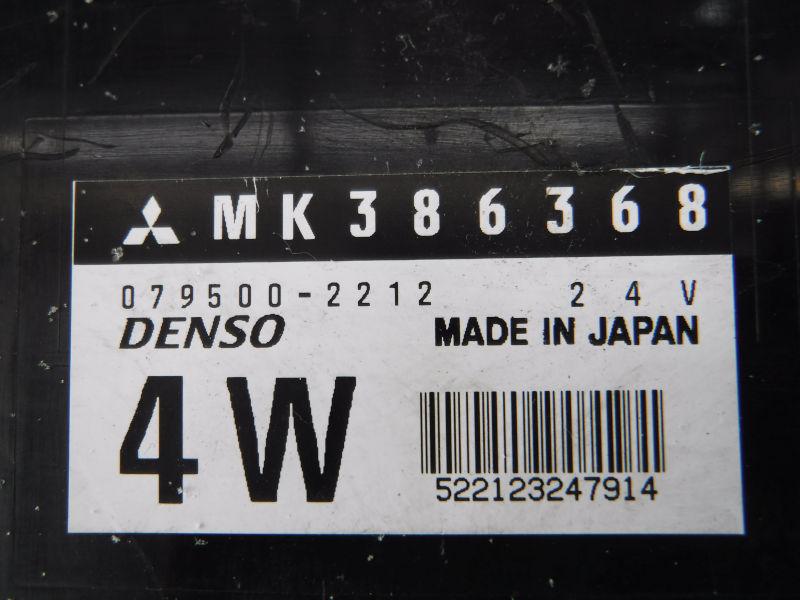 MK386368
079500-2212 24V
DENSO MADE IN JAPAN
4W
522123247914